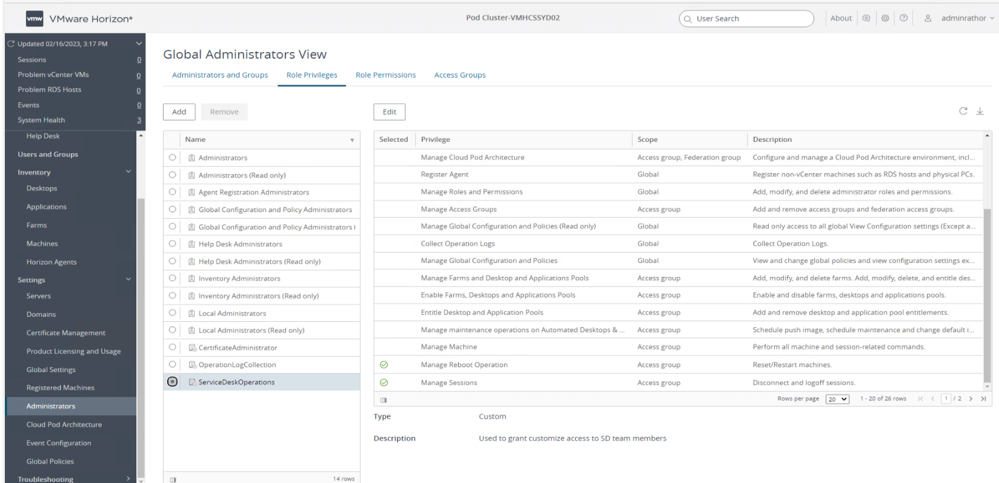 vmw VMware Horizon®
Pod Cluster-VMHCSSYD02
User Search
About
adminrathor
Updated 02/16/2023, 3:17 PM
Sessions 0
Problem vCenter VMs 0
Problem RDS Hosts 0
Events 0
System Health 3
Help Desk
Users and Groups
Inventory
Desktops
Applications
Farms
Machines
Horizon Agents
Settings
Servers
Domains
Certificate Management
Product Licensing and Usage
Global Settings
Registered Machines
Administrators
Cloud Pod Architecture
Event Configuration
Global Policies
Troubleshooting
Global Administrators View
Administrators and Groups Role Privileges Role Permissions Access Groups
Add Remove
Name
Administrators
Administrators (Read only)
Agent Registration Administrators
Global Configuration and Policy Administrators
Global Configuration and Policy Administrators (
Help Desk Administrators
Help Desk Administrators (Read only)
Inventory Administrators
Inventory Administrators (Read only)
Local Administrators
Local Administrators (Read only)
CertificateAdministrator
OperationLogCollection
ServiceDeskOperations
14 rows
Edit
Selected Privilege Scope Description
Manage Cloud Pod Architecture Access group, Federation group Configure and manage a Cloud Pod Architecture environment, incl...
Register Agent Global Register non-vCenter machines such as RDS hosts and physical PCs.
Manage Roles and Permissions Global Add, modify, and delete administrator roles and permissions.
Manage Access Groups Access group Add and remove access groups and federation access groups.
Manage Global Configuration and Policies (Read only) Global Read only access to all global View Configuration settings (Except a...
Collect Operation Logs Global Collect Operation Logs.
Manage Global Configuration and Policies Global View and change global policies and view configuration settings ex...
Manage Farms and Desktop and Applications Pools Access group Add, modify, and delete farms. Add, modify, delete, and entitle des...
Enable Farms, Desktops and Applications Pools Access group Enable and disable farms, desktops and applications pools.
Entitle Desktop and Application Pools Access group Add and remove desktop and application pool entitlements.
Manage maintenance operations on Automated Desktops & ... Access group Schedule push image, schedule maintenance and change default i...
Manage Machine Access group Perform all machine and session-related commands.
Manage Reboot Operation Access group Reset/Restart machines.
Manage Sessions Access group Disconnect and logoff sessions.
Rows per page 20 1 - 20 of 26 rows 1 / 2
Type Custom
Description Used to grant customize access to SD team members